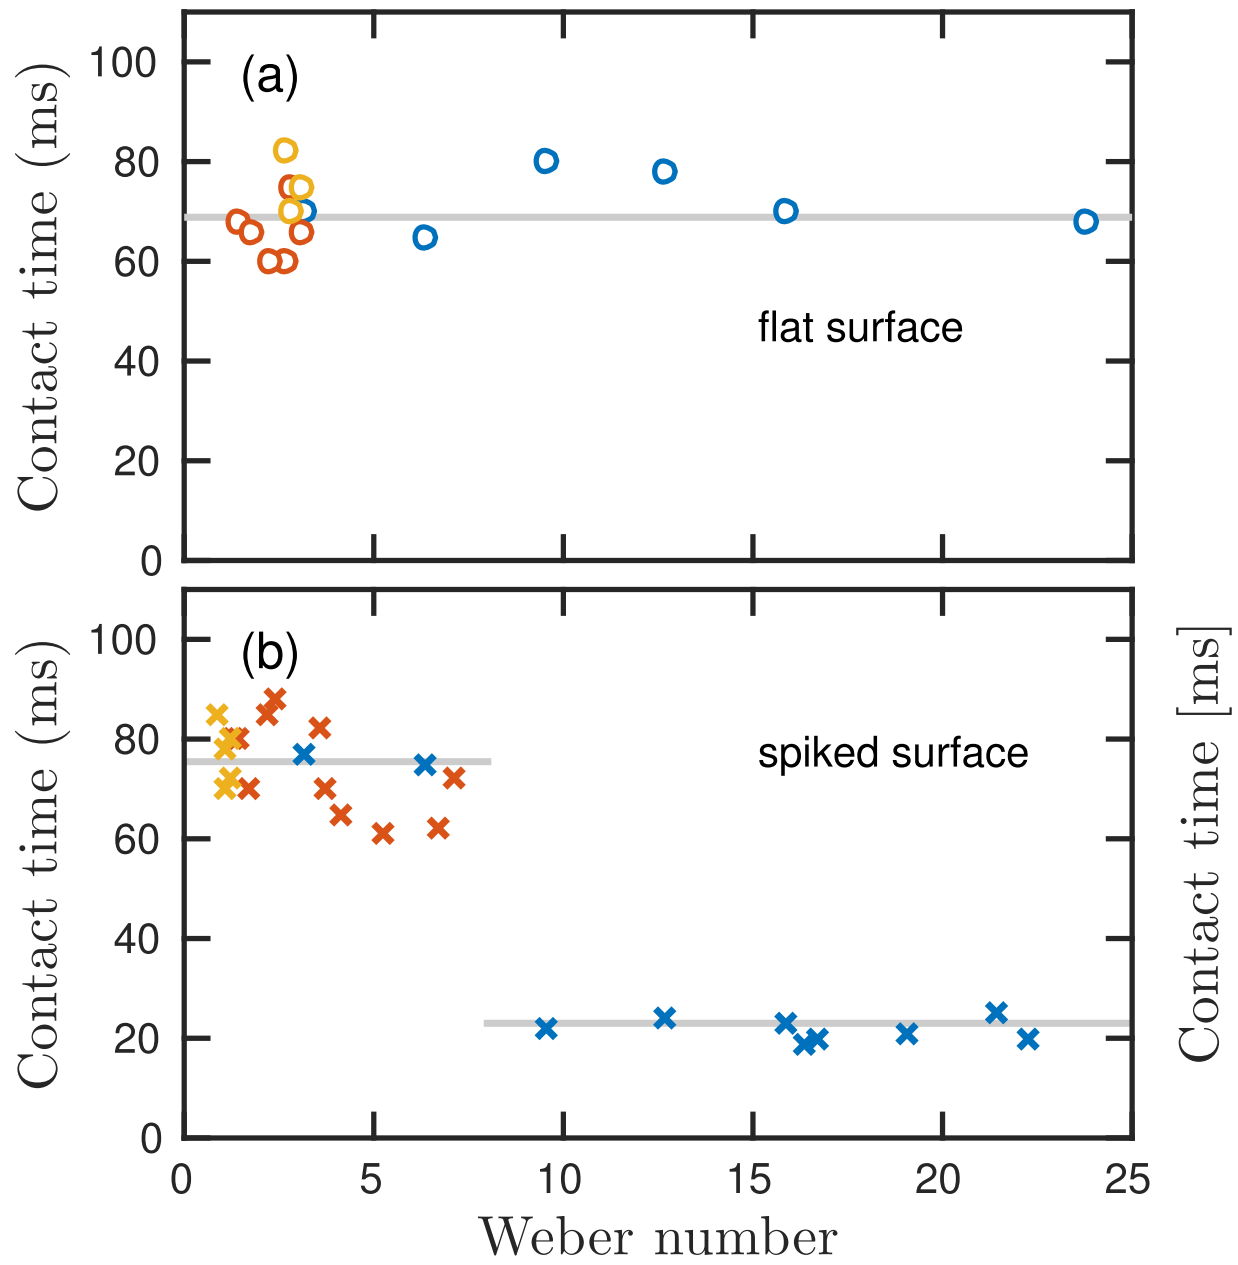 (a)
Contact time (ms)
100
80
60
40
20
0
flat surface
(b)
Contact time (ms)
100
80
60
40
20
0
spiked surface
Contact time [ms]
0 5 10 15 20 25
Weber number